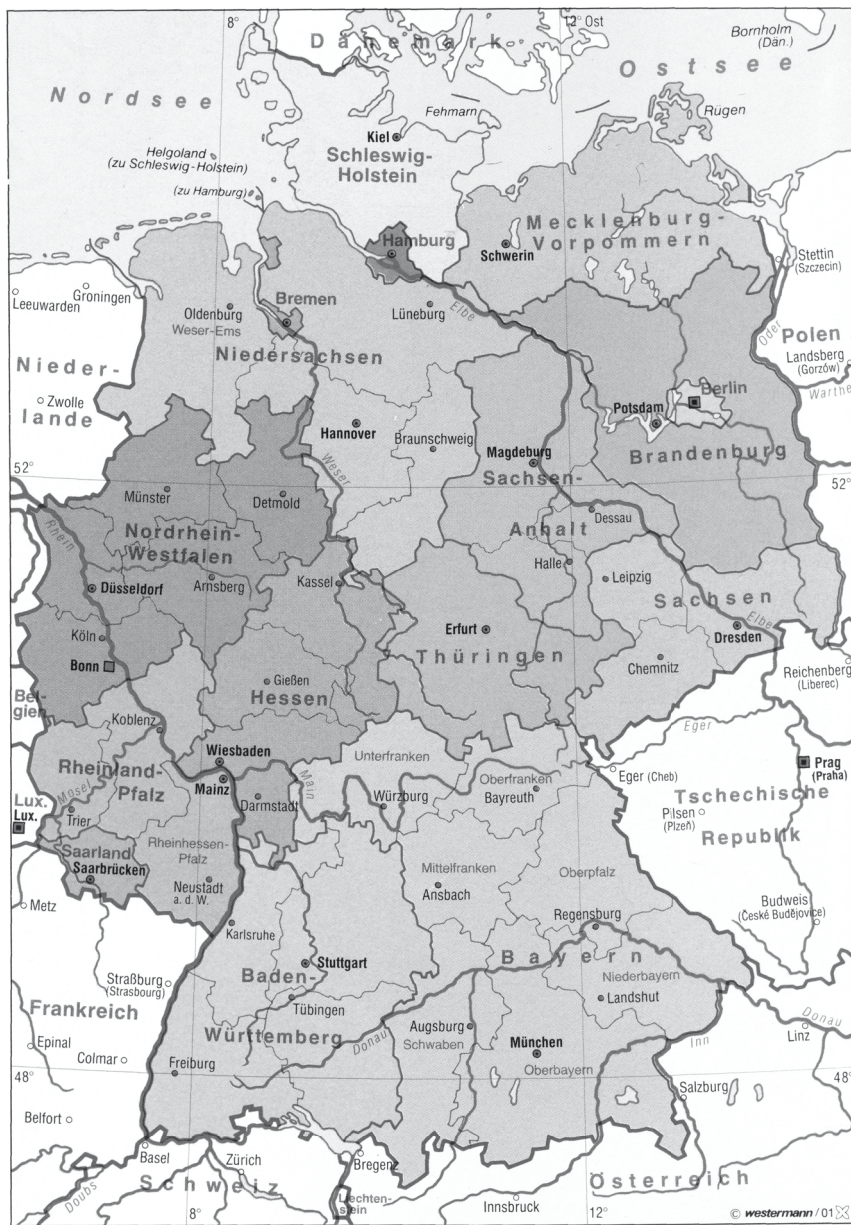 8°
12° Ost
Dänemark
Bornholm
(Dän.)
Ostsee
Nordsee
Fehmarn
Rügen
Kiel
Schleswig-
Holstein
Helgoland
(zu Schleswig-Holstein)
(zu Hamburg)
Mecklenburg-
Vorpommern
Hamburg
Schwerin
Stettin
(Szczecin)
Groningen
Leeuwarden
Bremen
Oldenburg
Weser-Ems
Lüneburg
Elbe
Oder
Polen
Niedersachsen
Landsberg
(Gorzów)
Nieder-
lande
Zwolle
Berlin
Potsdam
Warthe
Hannover
Braunschweig
Weser
Magdeburg
Sachsen-
Anhalt
Brandenburg
52°
52°
Münster
Detmold
Dessau
Rhein
Nordrhein-
Westfalen
Halle
Leipzig
Düsseldorf
Arnsberg
Kassel
Sachsen
Elbe
Köln
Erfurt
Dresden
Bonn
Thüringen
Chemnitz
Reichenberg
(Liberec)
Bel-
gien
Gießen
Hessen
Koblenz
Eger
Wiesbaden
Unterfranken
Prag
(Praha)
Rheinland-
Pfalz
Mainz
Main
Oberfranken
Bayreuth
Eger (Cheb)
Mosel
Darmstadt
Würzburg
Tschechische
Republik
Lux.
Lux.
Trier
Pilsen
(Plzeň)
Saarland
Saarbrücken
Rheinhessen-
Pfalz
Mittelfranken
Oberpfalz
Neustadt
a. d. W.
Ansbach
Metz
Budweis
(České Budějovice)
Karlsruhe
Regensburg
Stuttgart
Bayern
Baden-
Württemberg
Straßburg
(Strasbourg)
Niederbayern
Frankreich
Tübingen
Landshut
Augsburg
Schwaben
Donau
Donau
Linz
Epinal
Colmar
München
Inn
48°
48°
Freiburg
Oberbayern
Salzburg
Belfort
Basel
Zürich
Bregenz
Doubs
Schweiz
Liechten-
stein
Österreich
Innsbruck
8°
12°
© westermann / 01